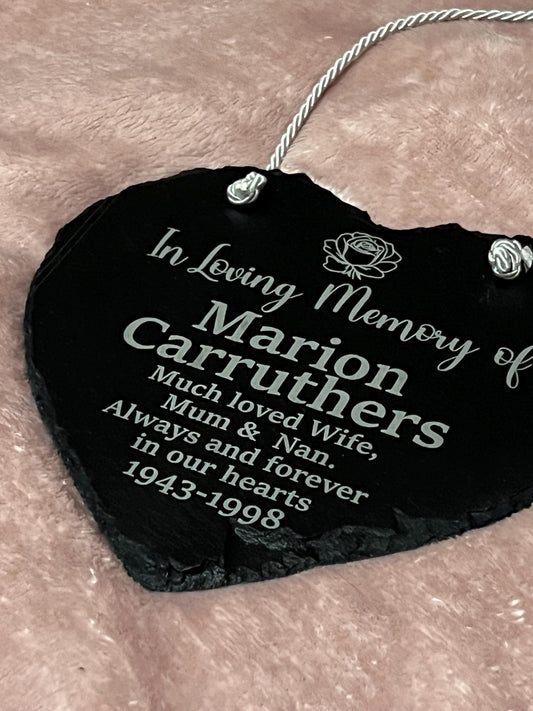 In Loving Memory of
Marion
Carruthers
Much loved Wife,
Mum & Nan.
Always and forever
in our hearts
1943-1998